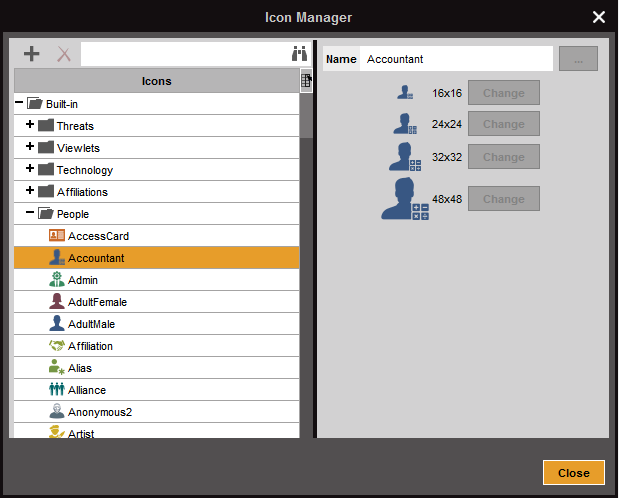 Icon Manager
Icons
Built-in
Threats
Viewlets
Technology
Affiliations
People
AccessCard
Accountant
Admin
AdultFemale
AdultMale
Affiliation
Alias
Alliance
Anonymous2
Artist
Name Accountant ...
16x16 Change
24x24 Change
32x32 Change
48x48 Change
Close